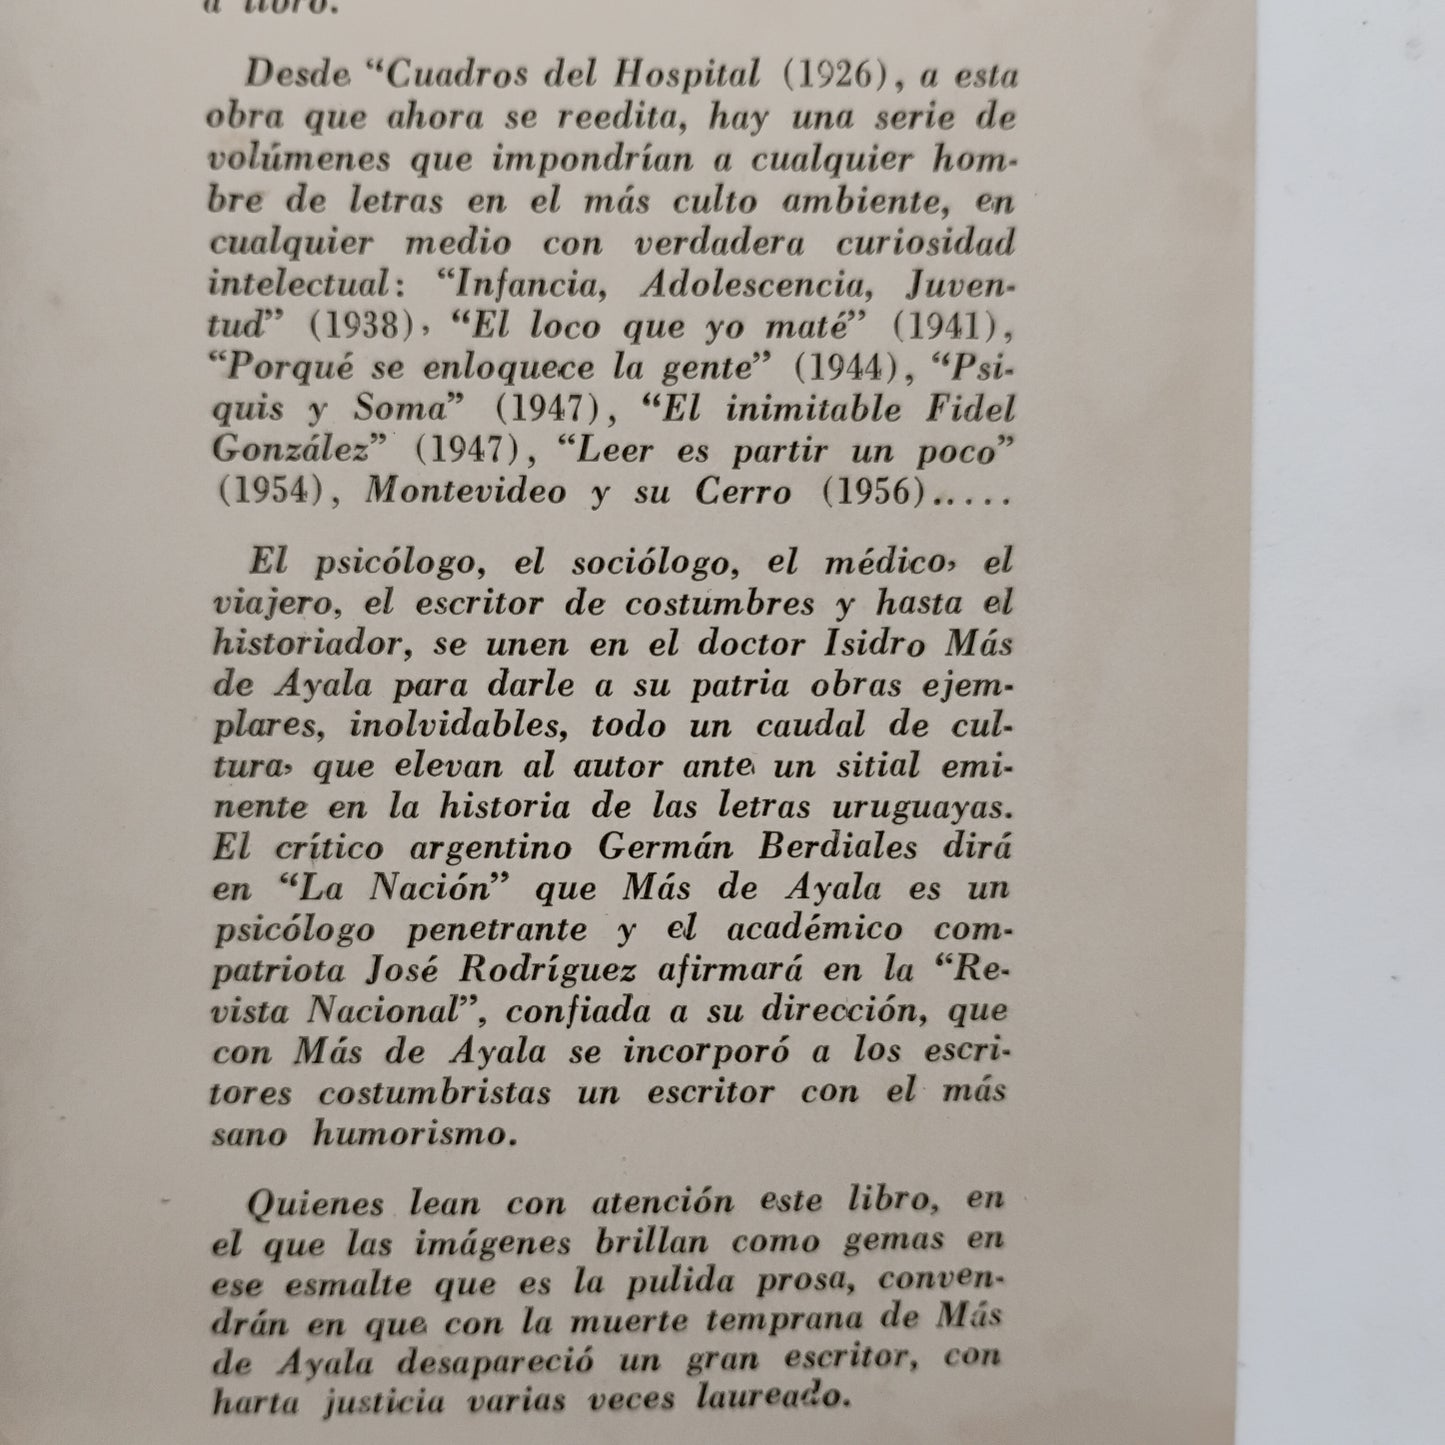 a libro.
Desde "Cuadros del Hospital (1926), a esta
obra que ahora se reedita, hay una serie de
volúmenes que impondrían a cualquier hom-
bre de letras en el más culto ambiente, en
cualquier medio con verdadera curiosidad
intelectual: "Infancia, Adolescencia, Juven-
tud" (1938), "El loco que yo maté" (1941),
"Porqué se enloquece la gente" (1944), "Psi-
quis y Soma" (1947), "El inimitable Fidel
González" (1947), "Leer es partir un poco"
(1954), Montevideo y su Cerro (1956).....
El psicólogo, el sociólogo, el médico, el
viajero, el escritor de costumbres y hasta el
historiador, se unen en el doctor Isidro Más
de Ayala para darle a su patria obras ejem-
plares, inolvidables, todo un caudal de cul-
tura, que elevan al autor ante un sitial emi-
nente en la historia de las letras uruguayas.
El crítico argentino Germán Berdiales dirá
en "La Nación" que Más de Ayala es un
psicólogo penetrante y el académico com-
patriota José Rodríguez afirmará en la "Re-
vista Nacional", confiada a su dirección, que
con Más de Ayala se incorporó a los escri-
tores costumbristas un escritor con el más
sano humorismo.
Quienes lean con atención este libro, en
el que las imágenes brillan como gemas en
ese esmalte que es la pulida prosa, conven-
drán en que con la muerte temprana de Más
de Ayala desapareció un gran escritor, con
harta justicia varias veces laureado.